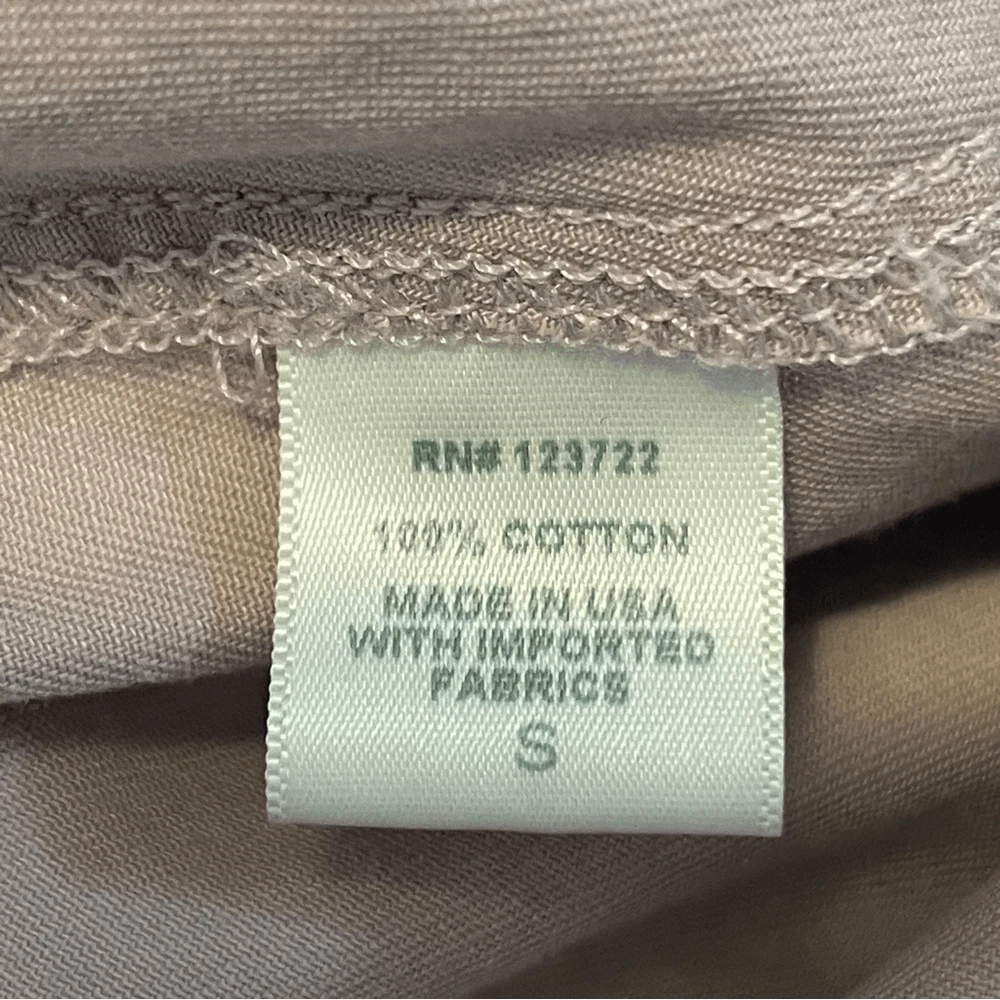 RN# 123722
100% COTTON
MADE IN USA
WITH IMPORTED
FABRICS
S